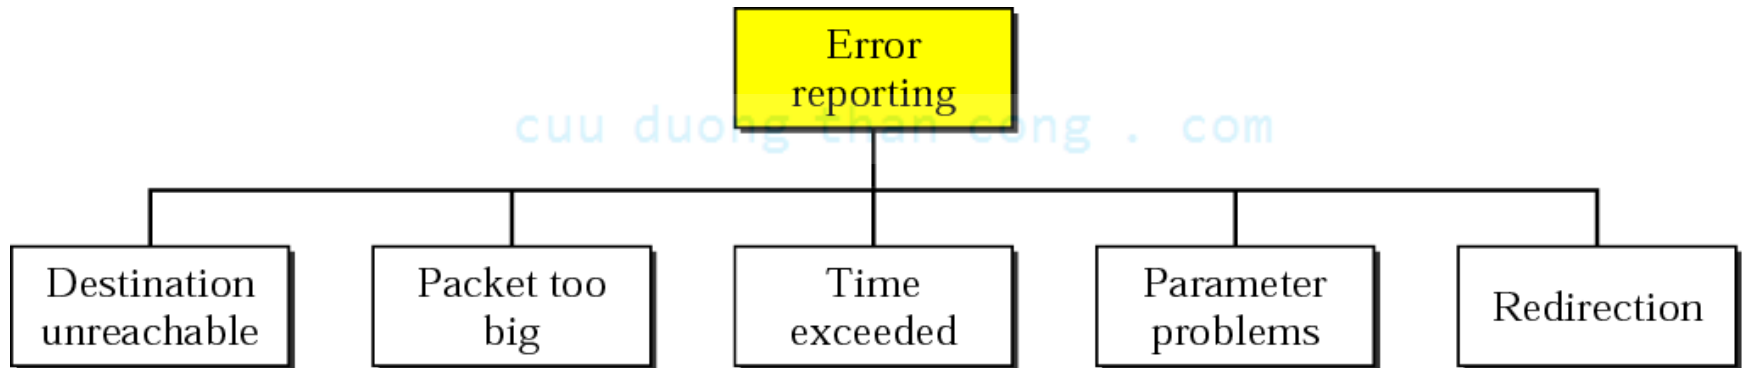 Error
reporting
cuu duong than cong . com
Destination
unreachable
Packet too
big
Time
exceeded
Parameter
problems
Redirection